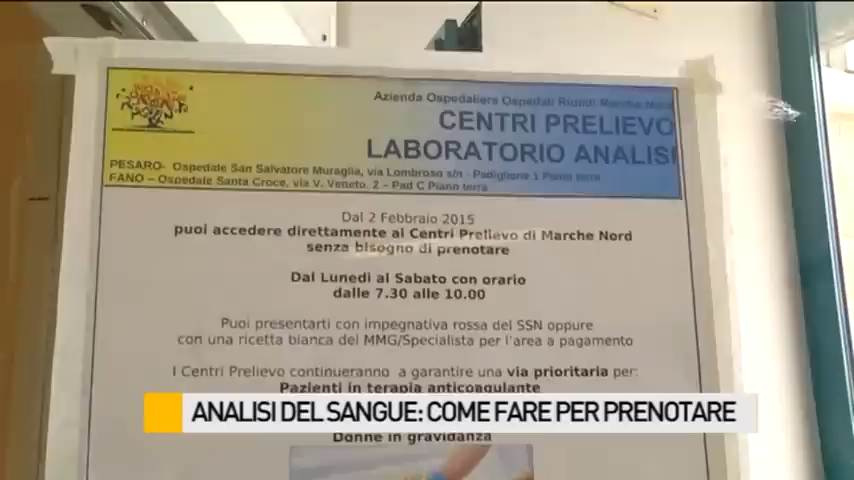 Azienda Ospedaliera Ospedali Riuniti Marche Nord
CENTRI PRELIEVO
LABORATORIO ANALISI
PESARO- Ospedale San Salvatore Muraglia, via Lombroso s/n - Padiglione 1 Piano terra
FANO – Ospedale Santa Croce, via V. Veneto, 2 – Pad C Piano terra
Dal 2 Febbraio 2015
puoi accedere direttamente ai Centri Prelievo di Marche Nord
senza bisogno di prenotare
Dal Lunedì al Sabato con orario
dalle 7.30 alle 10.00
Puoi presentarti con impegnativa rossa del SSN oppure
con una ricetta bianca del MMG/Specialista per l'area a pagamento
I Centri Prelievo continueranno a garantire una via prioritaria per:
Pazienti in terapia anticoagulante
ANALISI DEL SANGUE: COME FARE PER PRENOTARE
Donne in gravidanza